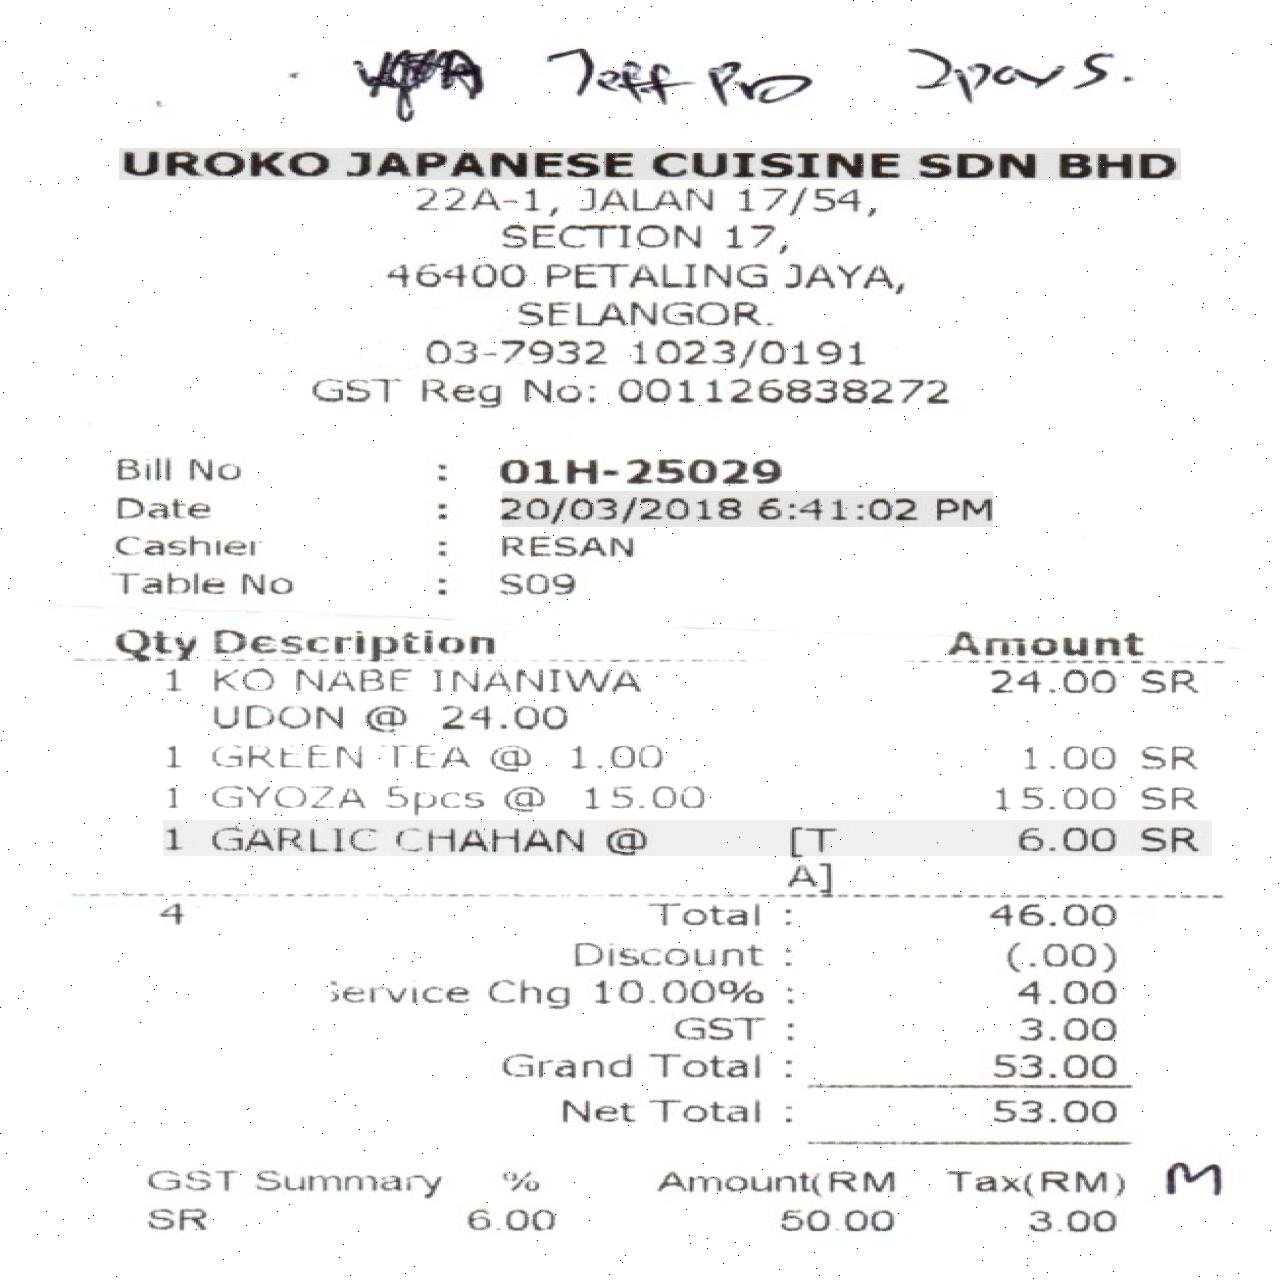 Jeff Pro
UROKO JAPANESE CUISINE SDN BHD
22A-1, JALAN 17/54,
SECTION 17,
46400 PETALING JAYA,
SELANGOR.
03-7932 1023/0191
GST Reg No: 001126838272
Bill No : 01H-25029
Date : 20/03/2018 6:41:02 PM
Cashier : RESAN
Table No : S09
Qty Description Amount
1 KO NABE INANIWA 24.00 SR
UDON @ 24.00
1 GREEN TEA @ 1.00 1.00 SR
1 GYOZA 5pcs @ 15.00 15.00 SR
1 GARLIC CHAHAN @ [T 6.00 SR
A]
4 Total : 46.00
Discount : (.00)
Service Chg 10.00% : 4.00
GST : 3.00
Grand Total : 53.00
Net Total : 53.00
GST Summary % Amount(RM Tax(RM) M
SR 6.00 50.00 3.00